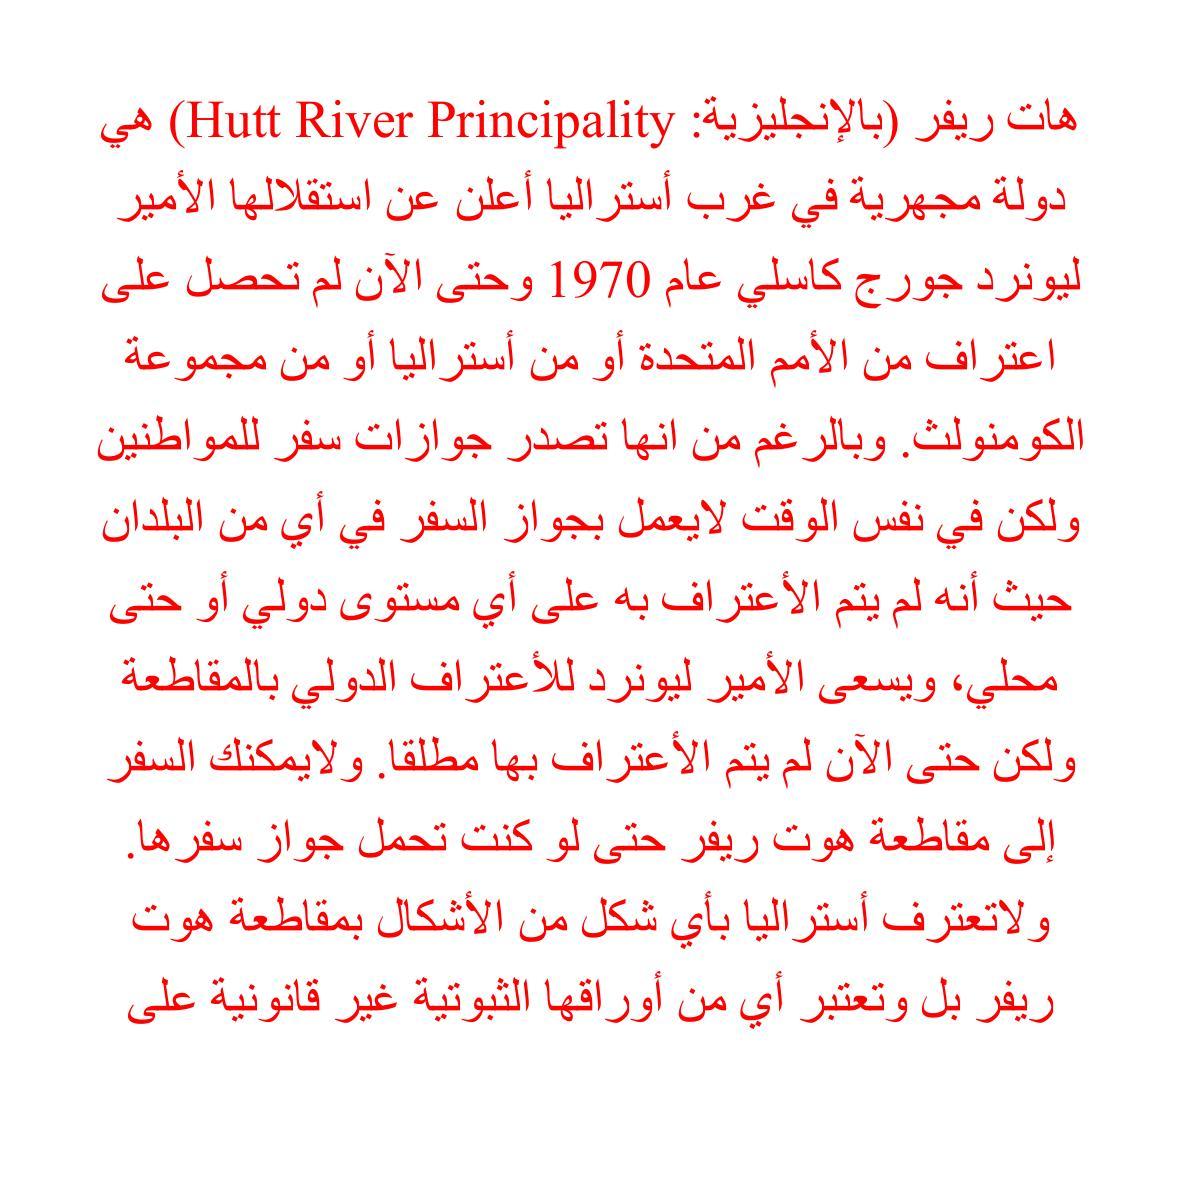 هات ريفر (بالإنجليزية: Hutt River Principality) هي
دولة مجهرية في غرب أستراليا أعلن عن استقلالها الأمير
ليونرد جورج كاسلي عام 1970 وحتى الآن لم تحصل على
اعتراف من الأمم المتحدة أو من أستراليا أو من مجموعة
الكومنولث. وبالرغم من انها تصدر جوازات سفر للمواطنين
ولكن في نفس الوقت لايعمل بجواز السفر في أي من البلدان
حيث أنه لم يتم الأعتراف به على أي مستوى دولي أو حتى
محلي، ويسعى الأمير ليونرد للأعتراف الدولي بالمقاطعة
ولكن حتى الآن لم يتم الأعتراف بها مطلقا. ولايمكنك السفر
إلى مقاطعة هوت ريفر حتى لو كنت تحمل جواز سفرها.
ولاتعترف أستراليا بأي شكل من الأشكال بمقاطعة هوت
ريفر بل وتعتبر أي من أوراقها الثبوتية غير قانونية على